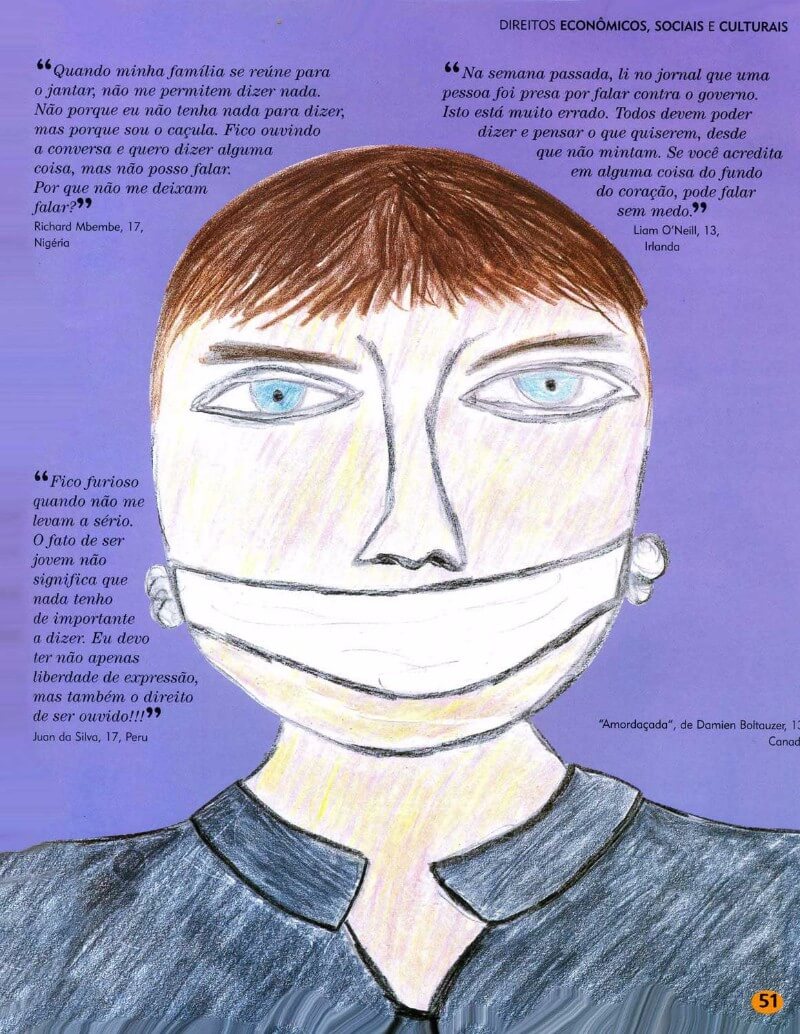 DIREITOS ECONÔMICOS, SOCIAIS E CULTURAIS
“Quando minha família se reúne para
o jantar, não me permitem dizer nada.
Não porque eu não tenha nada para dizer,
mas porque sou o caçula. Fico ouvindo
a conversa e quero dizer alguma
coisa, mas não posso falar.
Por que não me deixam
falar?”
Richard Mbembe, 17,
Nigéria
“Na semana passada, li no jornal que uma
pessoa foi presa por falar contra o governo.
Isto está muito errado. Todos devem poder
dizer e pensar o que quiserem, desde
que não mintam. Se você acredita
em alguma coisa do fundo
do coração, pode falar
sem medo.”
Liam O’Neill, 13,
Irlanda
“Fico furioso
quando não me
levam a sério.
O fato de ser
jovem não
significa que
nada tenho
de importante
a dizer. Eu devo
ter não apenas
liberdade de expressão,
mas também o direito
de ser ouvido!!!”
Juan da Silva, 17, Peru
“Amordaçada”, de Damien Boltauzer, 13
Canad
51